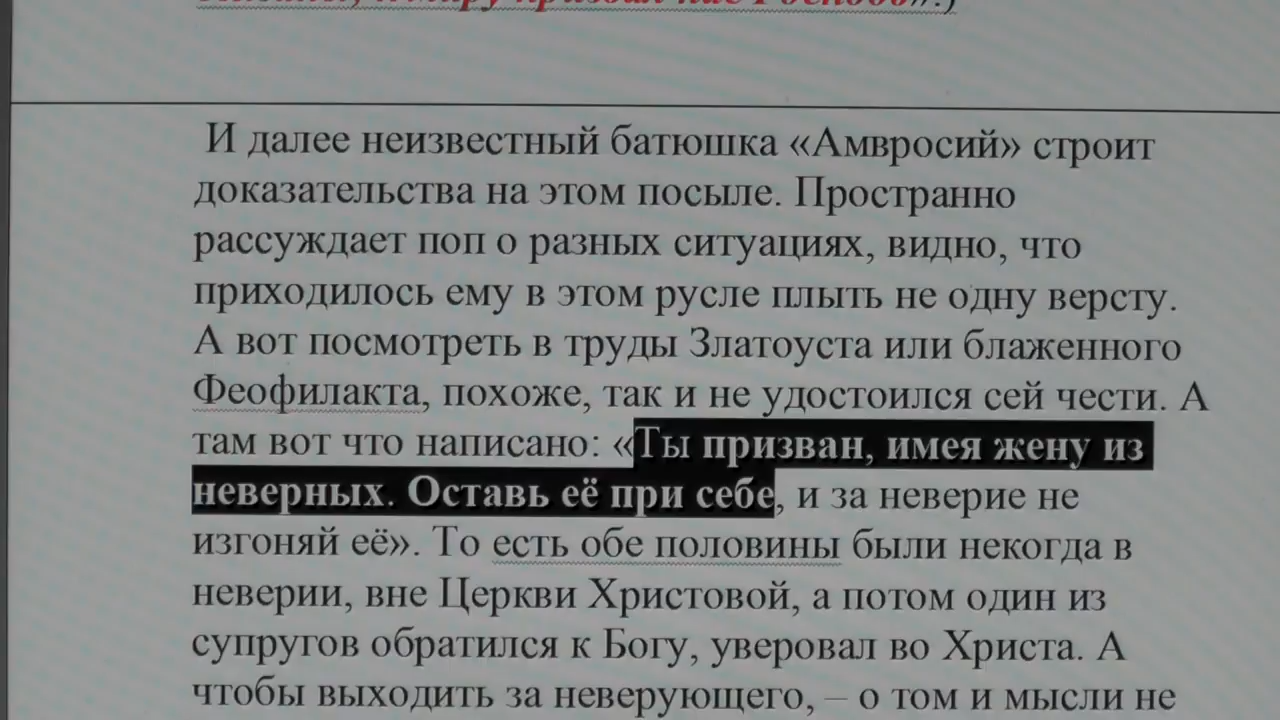 призвал нас Господь».)
И далее неизвестный батюшка «Амвросий» строит
доказательства на этом посыле. Пространно
рассуждает поп о разных ситуациях, видно, что
приходилось ему в этом русле плыть не одну версту.
А вот посмотреть в труды Златоуста или блаженного
Феофилакта, похоже, так и не удостоился сей чести. А
там вот что написано: «Ты призван, имея жену из
неверных. Оставь её при себе, и за неверие не
изгоняй её». То есть обе половины были некогда в
неверии, вне Церкви Христовой, а потом один из
супругов обратился к Богу, уверовал во Христа. А
чтобы выходить за неверующего, – о том и мысли не